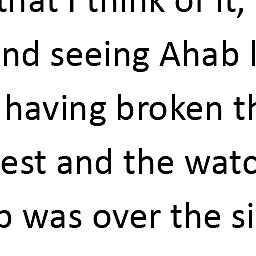 that I think of it,
nd seeing Ahab
having broken th
est and the watc
was over the si